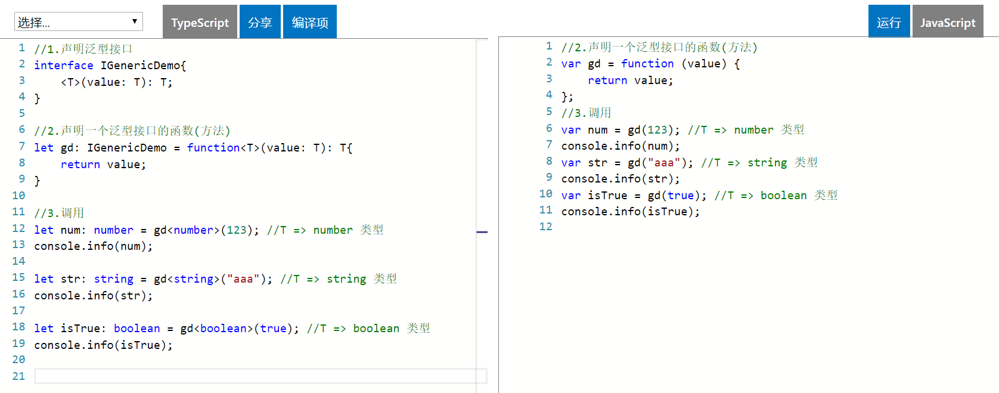 选择...
TypeScript 分享 编译项
运行 JavaScript
1 //1.声明泛型接口
2 interface IGenericDemo{
3     <T>(value: T): T;
4 }
5
6 //2.声明一个泛型接口的函数(方法)
7 let gd: IGenericDemo = function<T>(value: T): T{
8     return value;
9 }
10
11 //3.调用
12 let num: number = gd<number>(123); //T => number 类型
13 console.info(num);
14
15 let str: string = gd<string>("aaa"); //T => string 类型
16 console.info(str);
17
18 let isTrue: boolean = gd<boolean>(true); //T => boolean 类型
19 console.info(isTrue);
20
21
1 //2.声明一个泛型接口的函数(方法)
2 var gd = function (value) {
3     return value;
4 };
5 //3.调用
6 var num = gd(123); //T => number 类型
7 console.info(num);
8 var str = gd("aaa"); //T => string 类型
9 console.info(str);
10 var isTrue = gd(true); //T => boolean 类型
11 console.info(isTrue);
12